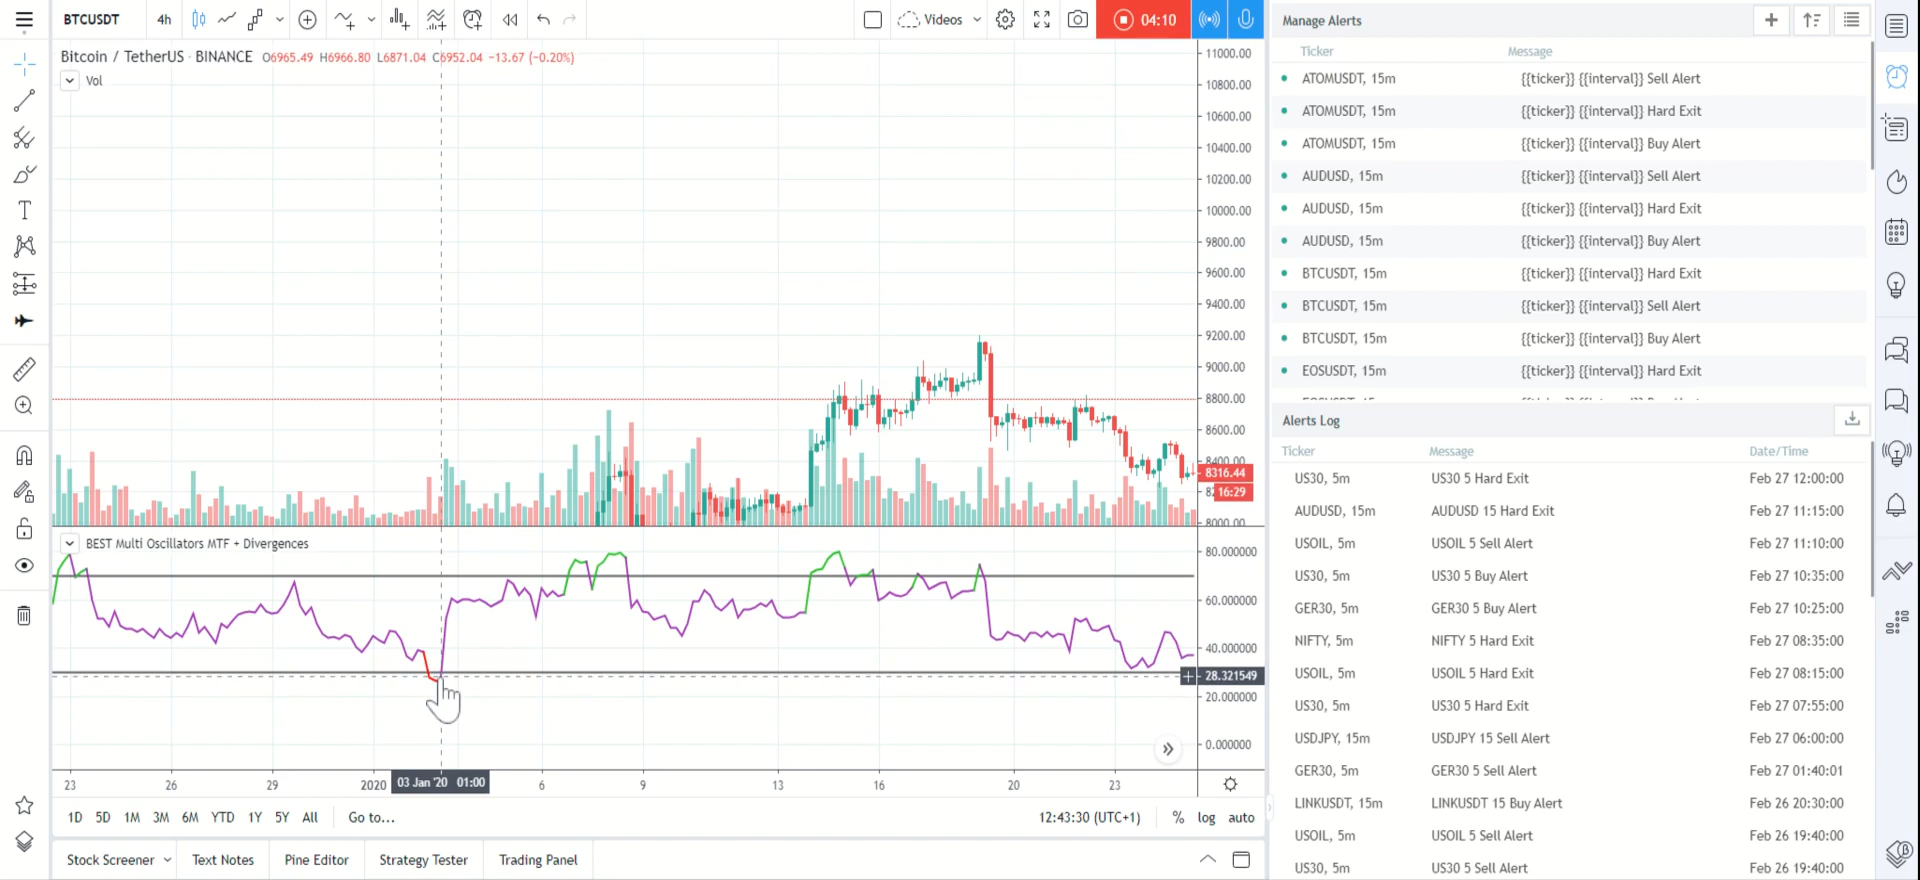 BTCUSDT 4h Videos 04:10
Bitcoin / TetherUS · BINANCE O6965.49 H6966.80 L6871.04 C6952.04 −13.67 (−0.20%)
Vol
11000.00
10800.00
10600.00
10400.00
10200.00
10000.00
9800.00
9600.00
9400.00
9200.00
9000.00
8800.00
8600.00
8400.00
8316.44
16:29
8000.00
BEST Multi Oscillators MTF + Divergences
80.000000
60.000000
40.000000
28.321549
20.000000
0.000000
23 26 29 2020 03 Jan '20 01:00 6 9 13 16 20 23
1D 5D 1M 3M 6M YTD 1Y 5Y All Go to... 12:43:30 (UTC+1) % log auto
Stock Screener Text Notes Pine Editor Strategy Tester Trading Panel
Manage Alerts
Ticker Message
ATOMUSDT, 15m {{ticker}} {{interval}} Sell Alert
ATOMUSDT, 15m {{ticker}} {{interval}} Hard Exit
ATOMUSDT, 15m {{ticker}} {{interval}} Buy Alert
AUDUSD, 15m {{ticker}} {{interval}} Sell Alert
AUDUSD, 15m {{ticker}} {{interval}} Hard Exit
AUDUSD, 15m {{ticker}} {{interval}} Buy Alert
BTCUSDT, 15m {{ticker}} {{interval}} Hard Exit
BTCUSDT, 15m {{ticker}} {{interval}} Sell Alert
BTCUSDT, 15m {{ticker}} {{interval}} Buy Alert
EOSUSDT, 15m {{ticker}} {{interval}} Hard Exit
Alerts Log
Ticker Message Date/Time
US30, 5m US30 5 Hard Exit Feb 27 12:00:00
AUDUSD, 15m AUDUSD 15 Hard Exit Feb 27 11:15:00
USOIL, 5m USOIL 5 Sell Alert Feb 27 11:10:00
US30, 5m US30 5 Buy Alert Feb 27 10:35:00
GER30, 5m GER30 5 Buy Alert Feb 27 10:25:00
NIFTY, 5m NIFTY 5 Hard Exit Feb 27 08:35:00
USOIL, 5m USOIL 5 Hard Exit Feb 27 08:15:00
US30, 5m US30 5 Hard Exit Feb 27 07:55:00
USDJPY, 15m USDJPY 15 Sell Alert Feb 27 06:00:00
GER30, 5m GER30 5 Sell Alert Feb 27 01:40:01
LINKUSDT, 15m LINKUSDT 15 Buy Alert Feb 26 20:30:00
USOIL, 5m USOIL 5 Sell Alert Feb 26 19:40:00
US30, 5m US30 5 Sell Alert Feb 26 19:40:00